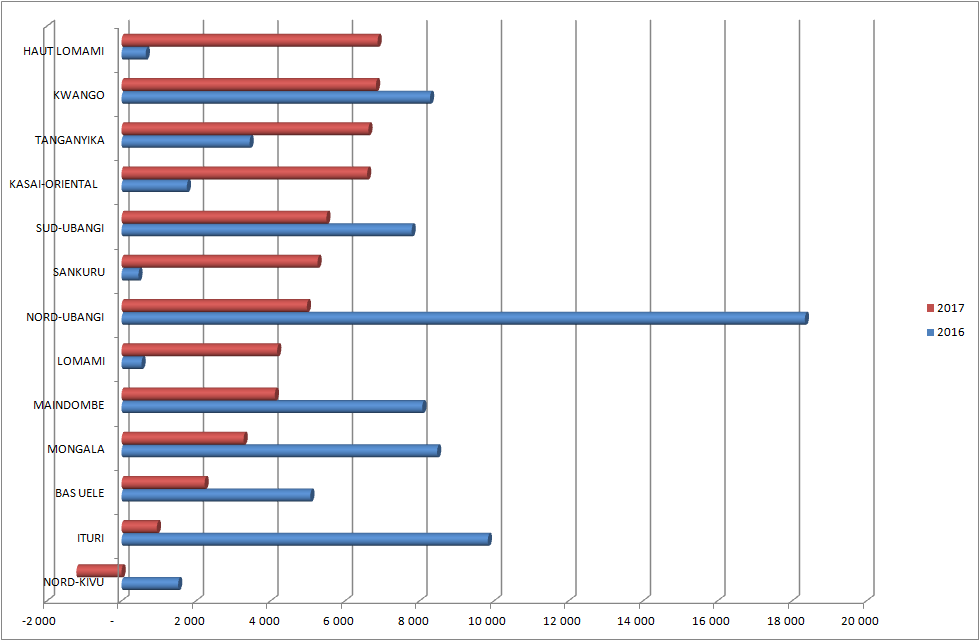 HAUT LOMAMI
KWANGO
TANGANYIKA
KASAI-ORIENTAL
SUD-UBANGI
SANKURU
NORD-UBANGI
LOMAMI
MAINDOMBE
MONGALA
BAS UELE
ITURI
NORD-KIVU
2017
2016
-2 000 - 2 000 4 000 6 000 8 000 10 000 12 000 14 000 16 000 18 000 20 000